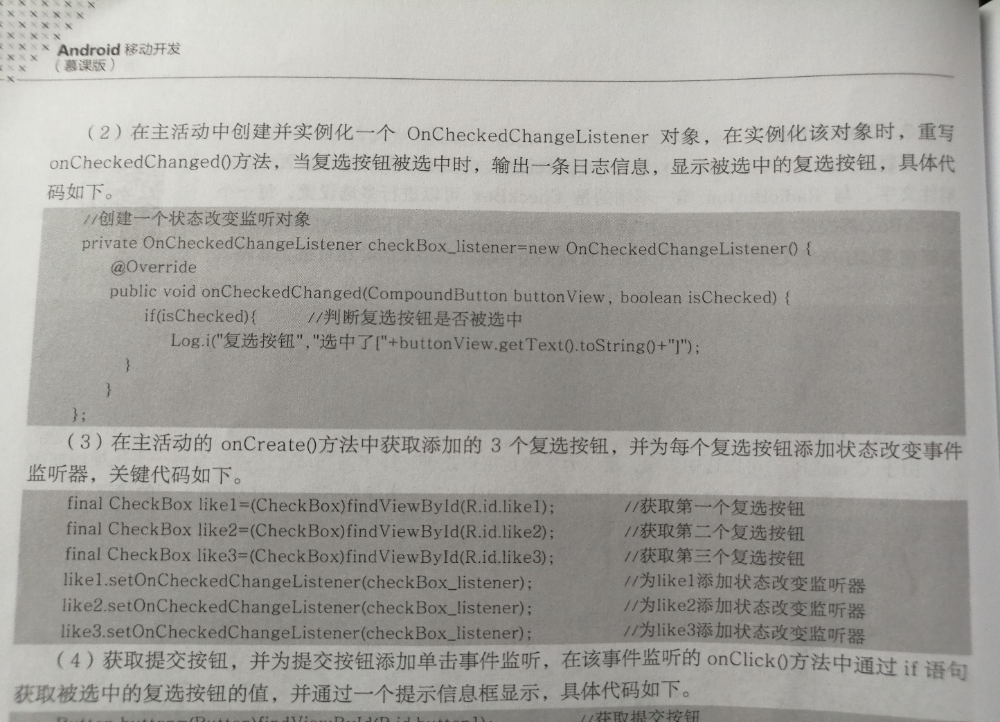 Android 移动开发
（慕课版）
（2）在主活动中创建并实例化一个 OnCheckedChangeListener 对象，在实例化该对象时，重写
onCheckedChanged()方法，当复选按钮被选中时，输出一条日志信息，显示被选中的复选按钮，具体代
码如下。
//创建一个状态改变监听对象
private OnCheckedChangeListener checkBox_listener=new OnCheckedChangeListener() {
@Override
public void onCheckedChanged(CompoundButton buttonView, boolean isChecked) {
if(isChecked){ //判断复选按钮是否被选中
Log.i("复选按钮","选中了["+buttonView.getText().toString()+"]");
}
}
};
（3）在主活动的 onCreate()方法中获取添加的 3 个复选按钮，并为每个复选按钮添加状态改变事件
监听器，关键代码如下。
final CheckBox like1=(CheckBox)findViewById(R.id.like1); //获取第一个复选按钮
final CheckBox like2=(CheckBox)findViewById(R.id.like2); //获取第二个复选按钮
final CheckBox like3=(CheckBox)findViewById(R.id.like3); //获取第三个复选按钮
like1.setOnCheckedChangeListener(checkBox_listener); //为like1添加状态改变监听器
like2.setOnCheckedChangeListener(checkBox_listener); //为like2添加状态改变监听器
like3.setOnCheckedChangeListener(checkBox_listener); //为like3添加状态改变监听器
（4）获取提交按钮，并为提交按钮添加单击事件监听，在该事件监听的 onClick()方法中通过 if 语句
获取被选中的复选按钮的值，并通过一个提示信息框显示，具体代码如下。
Button button=(Button)findViewById(R.id.button1); //获取提交按钮